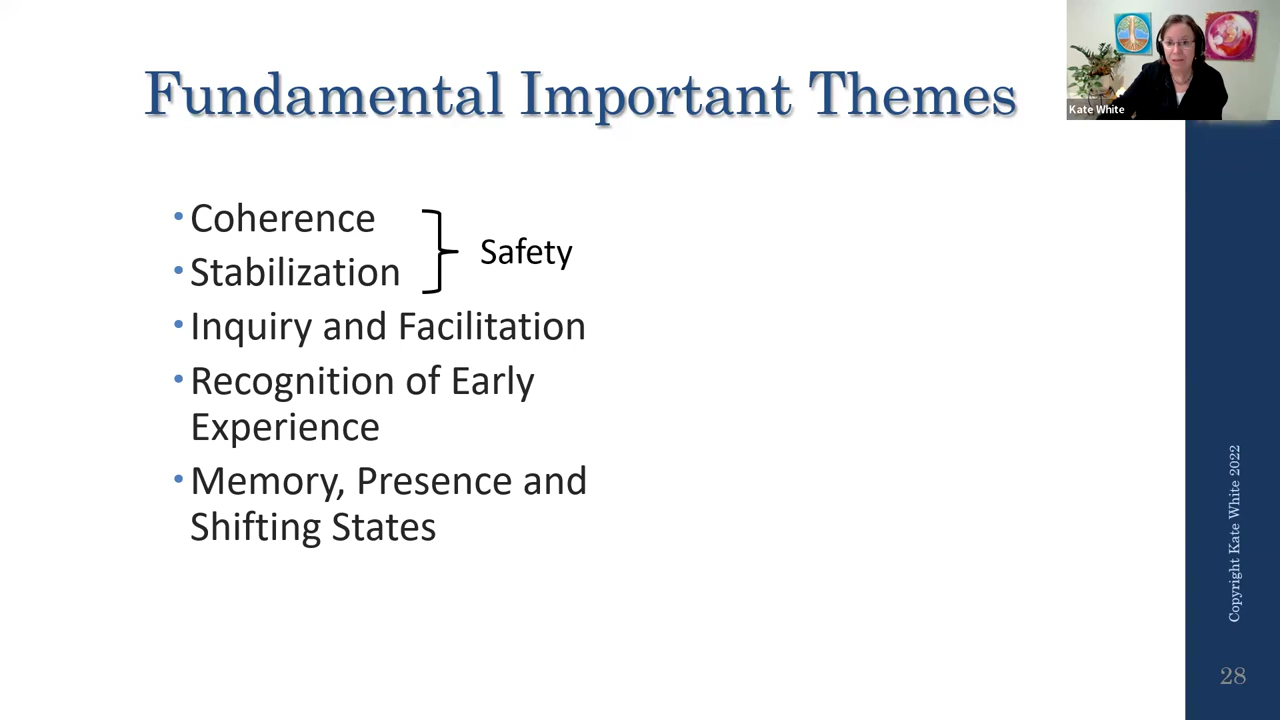 Fundamental Important Themes
Kate White
• Coherence
• Stabilization
Safety
• Inquiry and Facilitation
• Recognition of Early
Experience
• Memory, Presence and
Shifting States
Copyright Kate White 2022
28